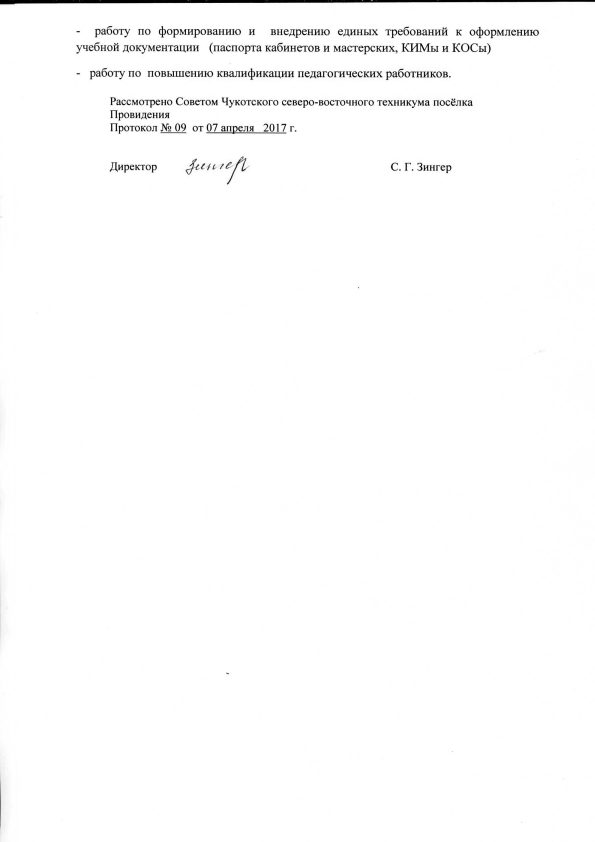 - работу по формированию и внедрению единых требований к оформлению
учебной документации (паспорта кабинетов и мастерских, КИМы и КОСы)
- работу по повышению квалификации педагогических работников.
Рассмотрено Советом Чукотского северо-восточного техникума посёлка
Провидения
Протокол № 09 от 07 апреля 2017 г.
Директор Зингер С. Г. Зингер